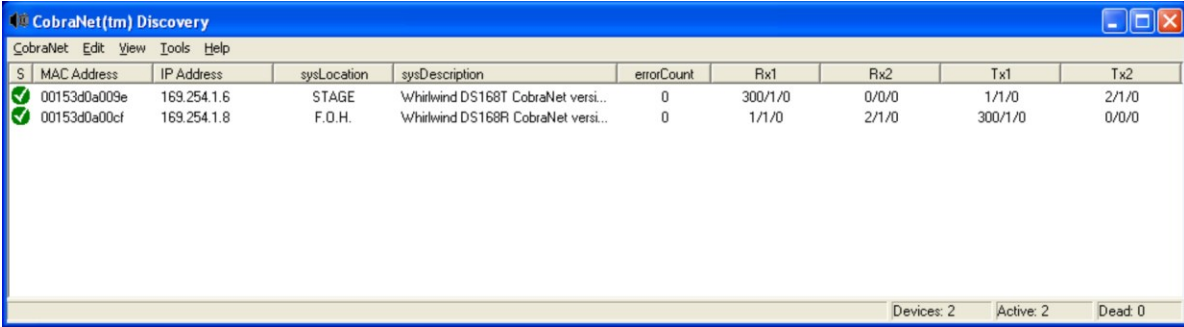 CobraNet(tm) Discovery
CobraNet Edit View Tools Help
S MAC Address IP Address sysLocation sysDescription errorCount Rx1 Rx2 Tx1 Tx2
00153d0a009e 169.254.1.6 STAGE Whirlwind DS168T CobraNet versi... 0 300/1/0 0/0/0 1/1/0 2/1/0
00153d0a00cf 169.254.1.8 F.O.H. Whirlwind DS168R CobraNet versi... 0 1/1/0 2/1/0 300/1/0 0/0/0
Devices: 2 Active: 2 Dead: 0